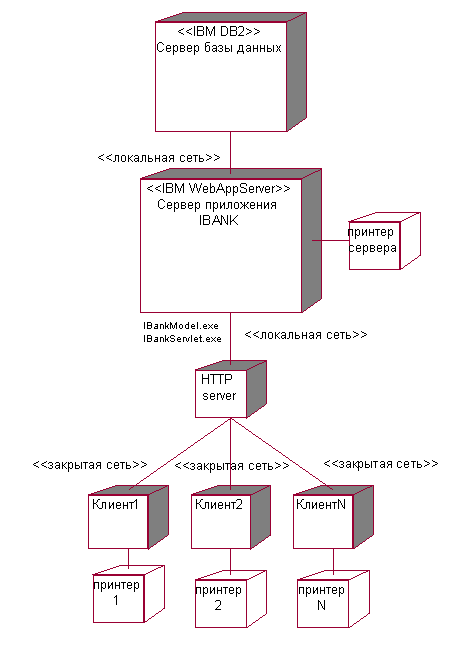 <<IBM DB2>>
Сервер базы данных
<<локальная сеть>>
<<IBM WebAppServer>>
Сервер приложения
IBANK
принтер
сервера
IBankModel.exe
IBankServlet.exe
<<локальная сеть>>
HTTP
server
<<закрытая сеть>>
<<закрытая сеть>>
<<закрытая сеть>>
Клиент1
Клиент2
КлиентN
принтер
1
принтер
2
принтер
N